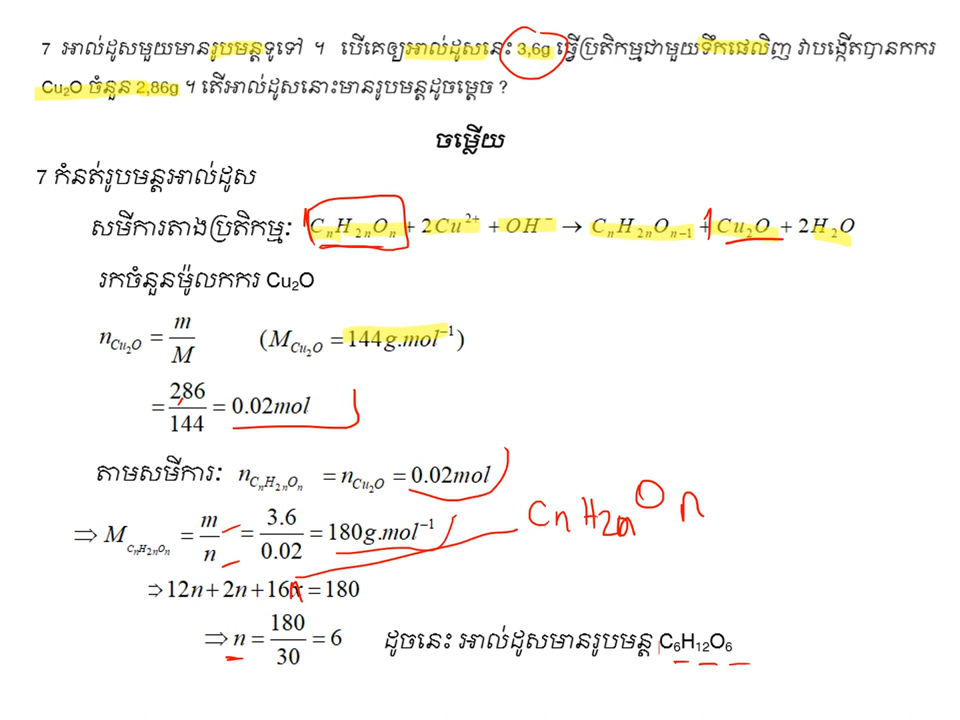 7 អាល់ដូសមួយមានរូបមន្តទូទៅ ។ បើគេឲ្យអាល់ដូសនេះ 3,6g ធ្វើប្រតិកម្មជាមួយទឹកផេលិញ វាបង្កើតបានកករ
Cu₂O ចំនួន 2,86g ។ តើអាល់ដូសនោះមានរូបមន្តដូចម្តេច ?
ចម្លើយ
7 កំនត់រូបមន្តអាល់ដូស
សមីការតាងប្រតិកម្ម: CₙH₂ₙOₙ + 2Cu²⁺ + OH⁻ → CₙH₂ₙOₙ₋₁ + Cu₂O + 2H₂O
រកចំនួនម៉ូលកករ Cu₂O
n_Cu₂O = m/M (M_Cu₂O = 144g.mol⁻¹)
= 286/144 = 0.02mol
តាមសមីការ: n_CₙH₂ₙOₙ = n_Cu₂O = 0.02mol
CnH2nOn
⇒ M_CₙH₂ₙOₙ = m/n = 3.6/0.02 = 180g.mol⁻¹
⇒ 12n + 2n + 16n = 180
⇒ n = 180/30 = 6 ដូចនេះ អាល់ដូសមានរូបមន្ត C₆H₁₂O₆